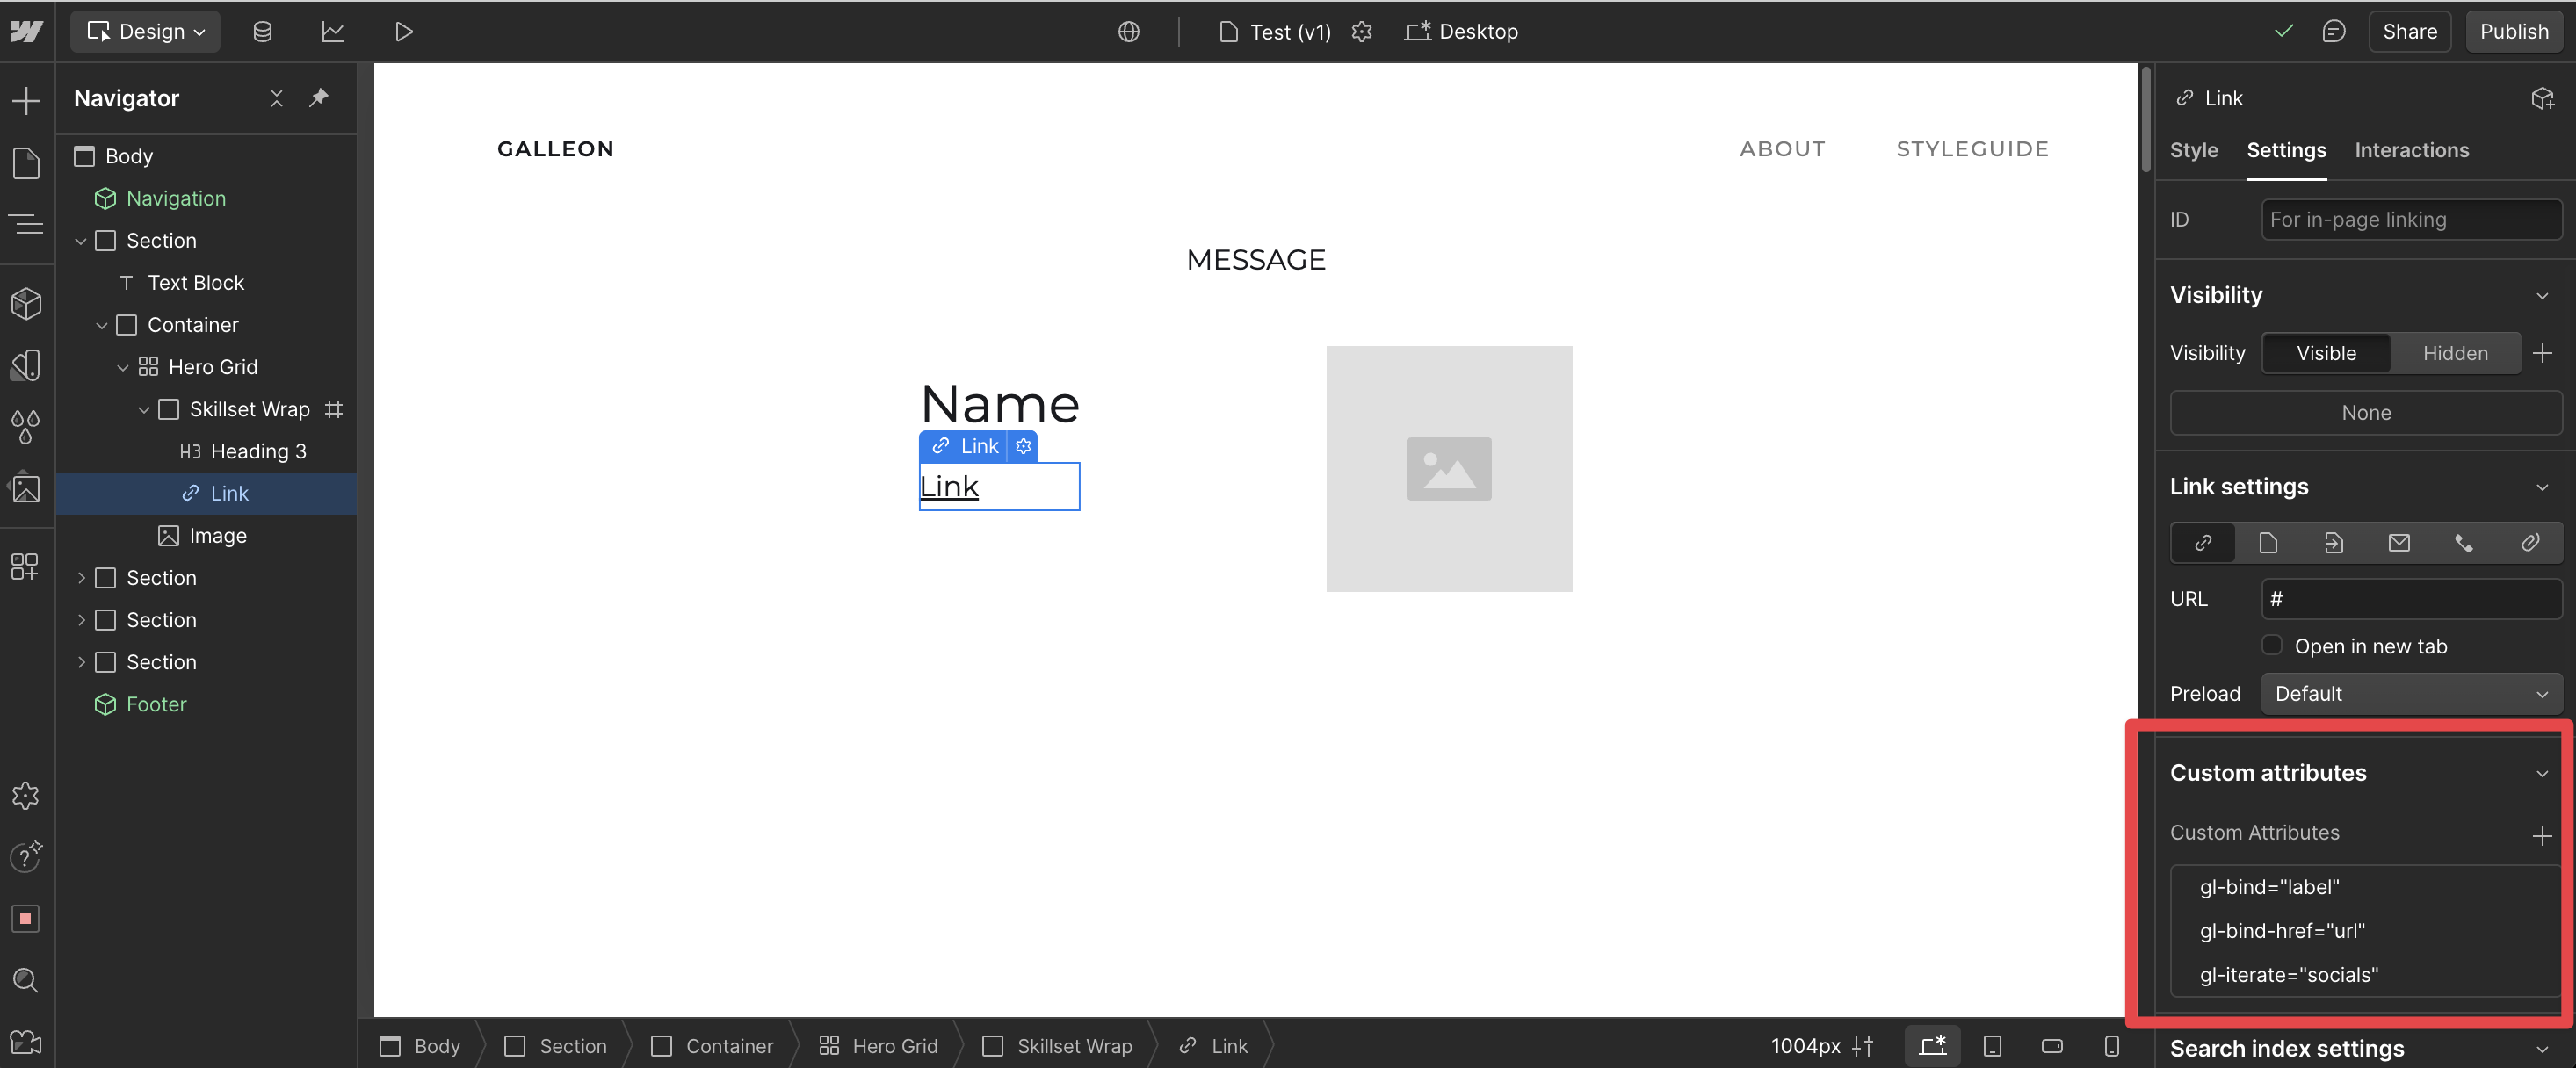 Design
Test (v1)
Desktop
Share
Publish
Navigator
Body
Navigation
Section
Text Block
Container
Hero Grid
Skillset Wrap
H3 Heading 3
Link
Image
Section
Section
Section
Footer
GALLEON
ABOUT
STYLEGUIDE
MESSAGE
Name
Link
Link
Body
Section
Container
Hero Grid
Skillset Wrap
Link
1004px
Link
Style
Settings
Interactions
ID
For in-page linking
Visibility
Visibility
Visible
Hidden
None
Link settings
URL
#
Open in new tab
Preload
Default
Custom attributes
Custom Attributes
gl-bind="label"
gl-bind-href="url"
gl-iterate="socials"
Search index settings